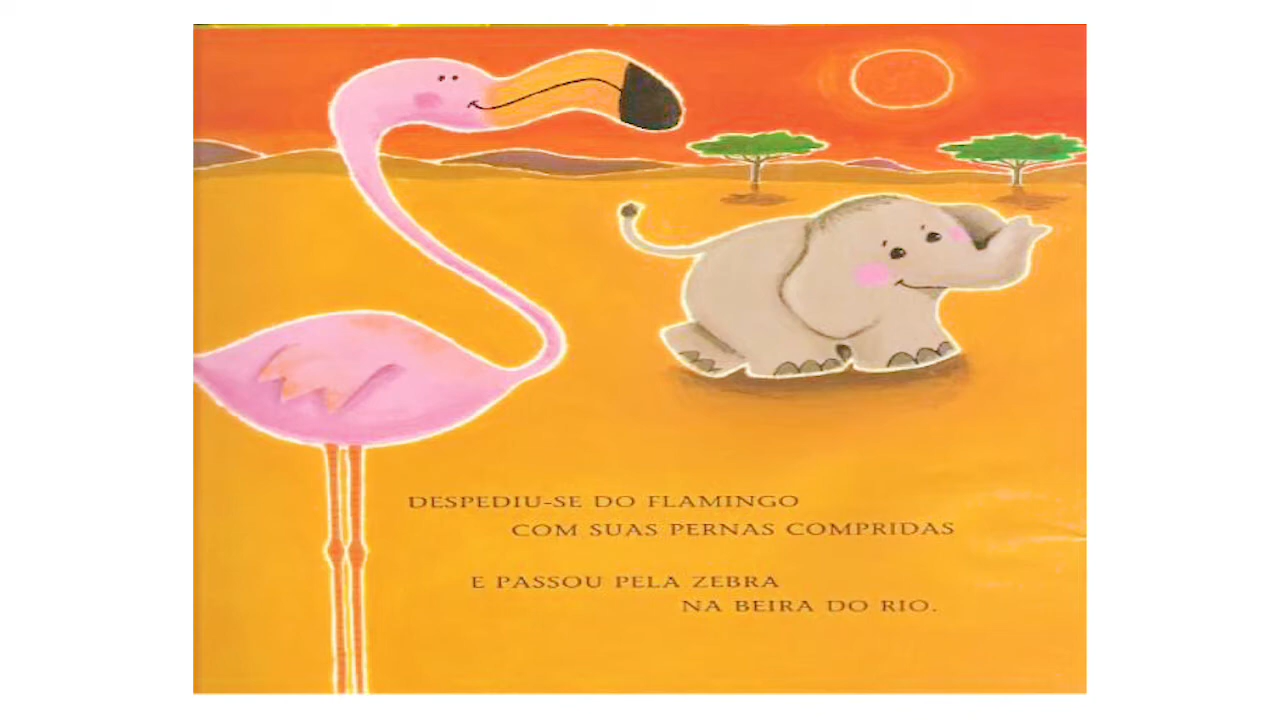 DESPEDIU-SE DO FLAMINGO
COM SUAS PERNAS COMPRIDAS
E PASSOU PELA ZEBRA
NA BEIRA DO RIO.